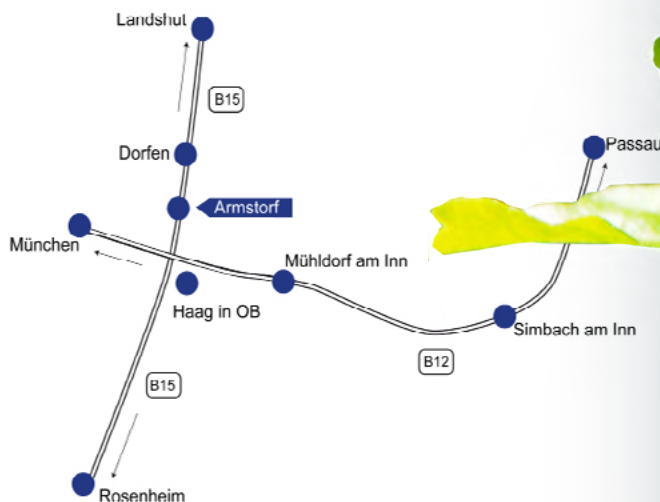 Landshut
B15
Dorfen
Passau
Armstorf
München
Mühldorf am Inn
Haag in OB
Simbach am Inn
B12
B15
Rosenheim